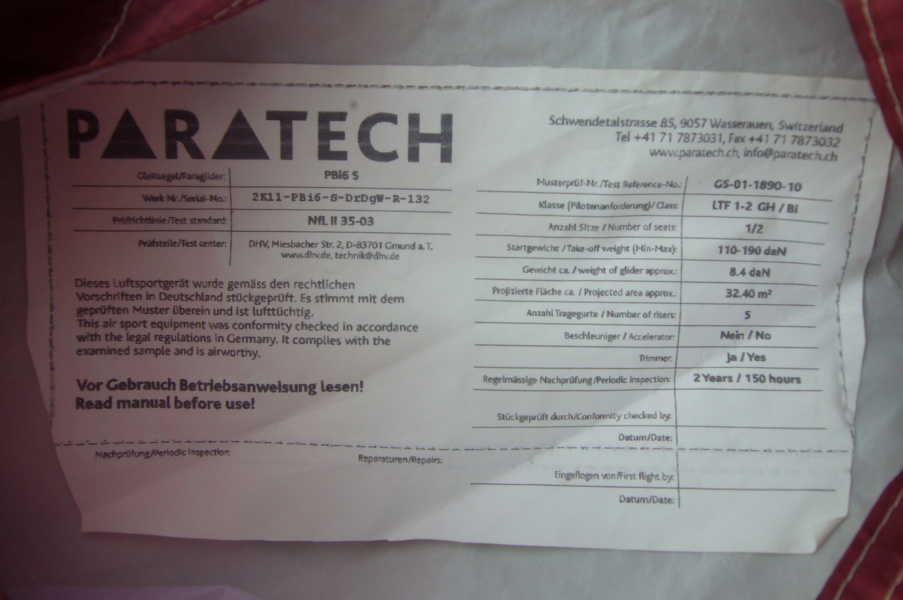 PARATECH
Schwendetalstrasse 85, 9057 Wasserauen, Switzerland
Tel +41 71 7873031, Fax +41 71 7873032
www.paratech.ch, info@paratech.ch
Gleitsegel/Paraglider: PBi6 S
Werk Nr./Serial-No.: 2K11-PBi6-S-DrDgW-R-132
Prüfrichtlinie/Test standard: NfL II 35-03
Prüfstelle/Test center: DHV, Miesbacher Str. 2, D-83701 Gmund a. T.
www.dhv.de, technik@dhv.de
Dieses Luftsportgerät wurde gemäss den rechtlichen
Vorschriften in Deutschland stückgeprüft. Es stimmt mit dem
geprüften Muster überein und ist lufttüchtig.
This air sport equipment was conformity checked in accordance
with the legal regulations in Germany. It complies with the
examined sample and is airworthy.
Vor Gebrauch Betriebsanweisung lesen!
Read manual before use!
Musterprüf-Nr./Test Reference-No.: GS-01-1890-10
Klasse (Pilotenanforderung)/Class: LTF 1-2 GH / Bi
Anzahl Sitze / Number of seats: 1/2
Startgewicht / Take-off weight (Min-Max): 110-190 daN
Gewicht ca. / weight of glider approx.: 8.4 daN
Projizierte Fläche ca. / Projected area approx.: 32.40 m²
Anzahl Tragegurte / Number of risers: 5
Beschleuniger / Accelerator: Nein / No
Trimmer: Ja / Yes
Regelmässige Nachprüfung /Periodic inspection: 2 Years / 150 hours
Stückgeprüft durch/Conformity checked by:
Datum/Date:
Nachprüfung/Periodic inspection:
Reparaturen/Repairs:
Eingeflogen von/First flight by:
Datum/Date: